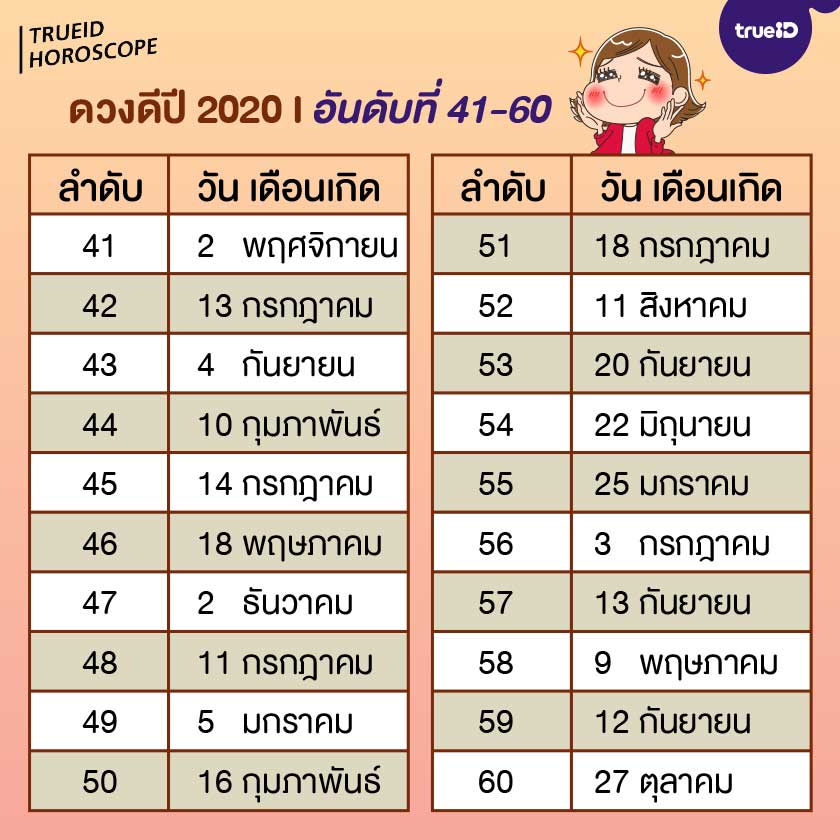 TRUEID
HOROSCOPE
trueID
ดวงดีปี 2020 | อันดับที่ 41-60
ลำดับ วัน เดือนเกิด
41 2 พฤศจิกายน
42 13 กรกฎาคม
43 4 กันยายน
44 10 กุมภาพันธ์
45 14 กรกฎาคม
46 18 พฤษภาคม
47 2 ธันวาคม
48 11 กรกฎาคม
49 5 มกราคม
50 16 กุมภาพันธ์
ลำดับ วัน เดือนเกิด
51 18 กรกฎาคม
52 11 สิงหาคม
53 20 กันยายน
54 22 มิถุนายน
55 25 มกราคม
56 3 กรกฎาคม
57 13 กันยายน
58 9 พฤษภาคม
59 12 กันยายน
60 27 ตุลาคม